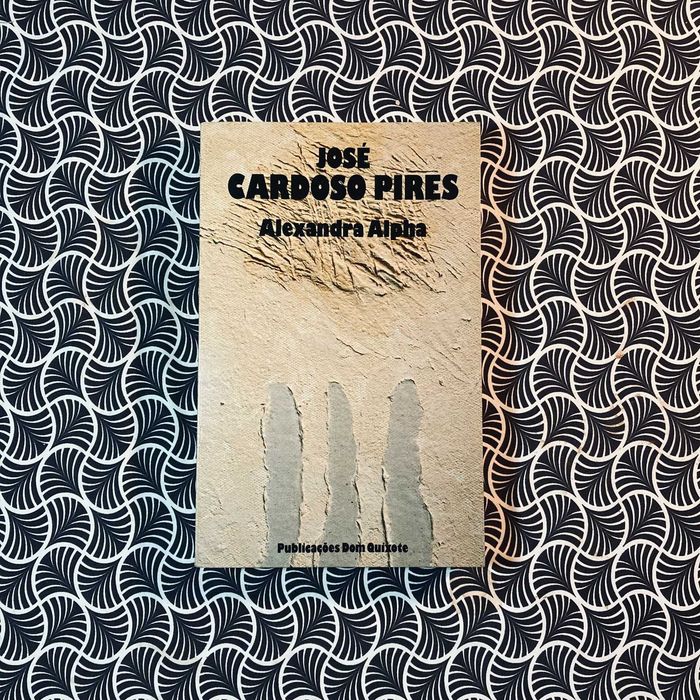 JOSÉ
CARDOSO PIRES
Alexandra Alpha
Publicações Dom Quixote